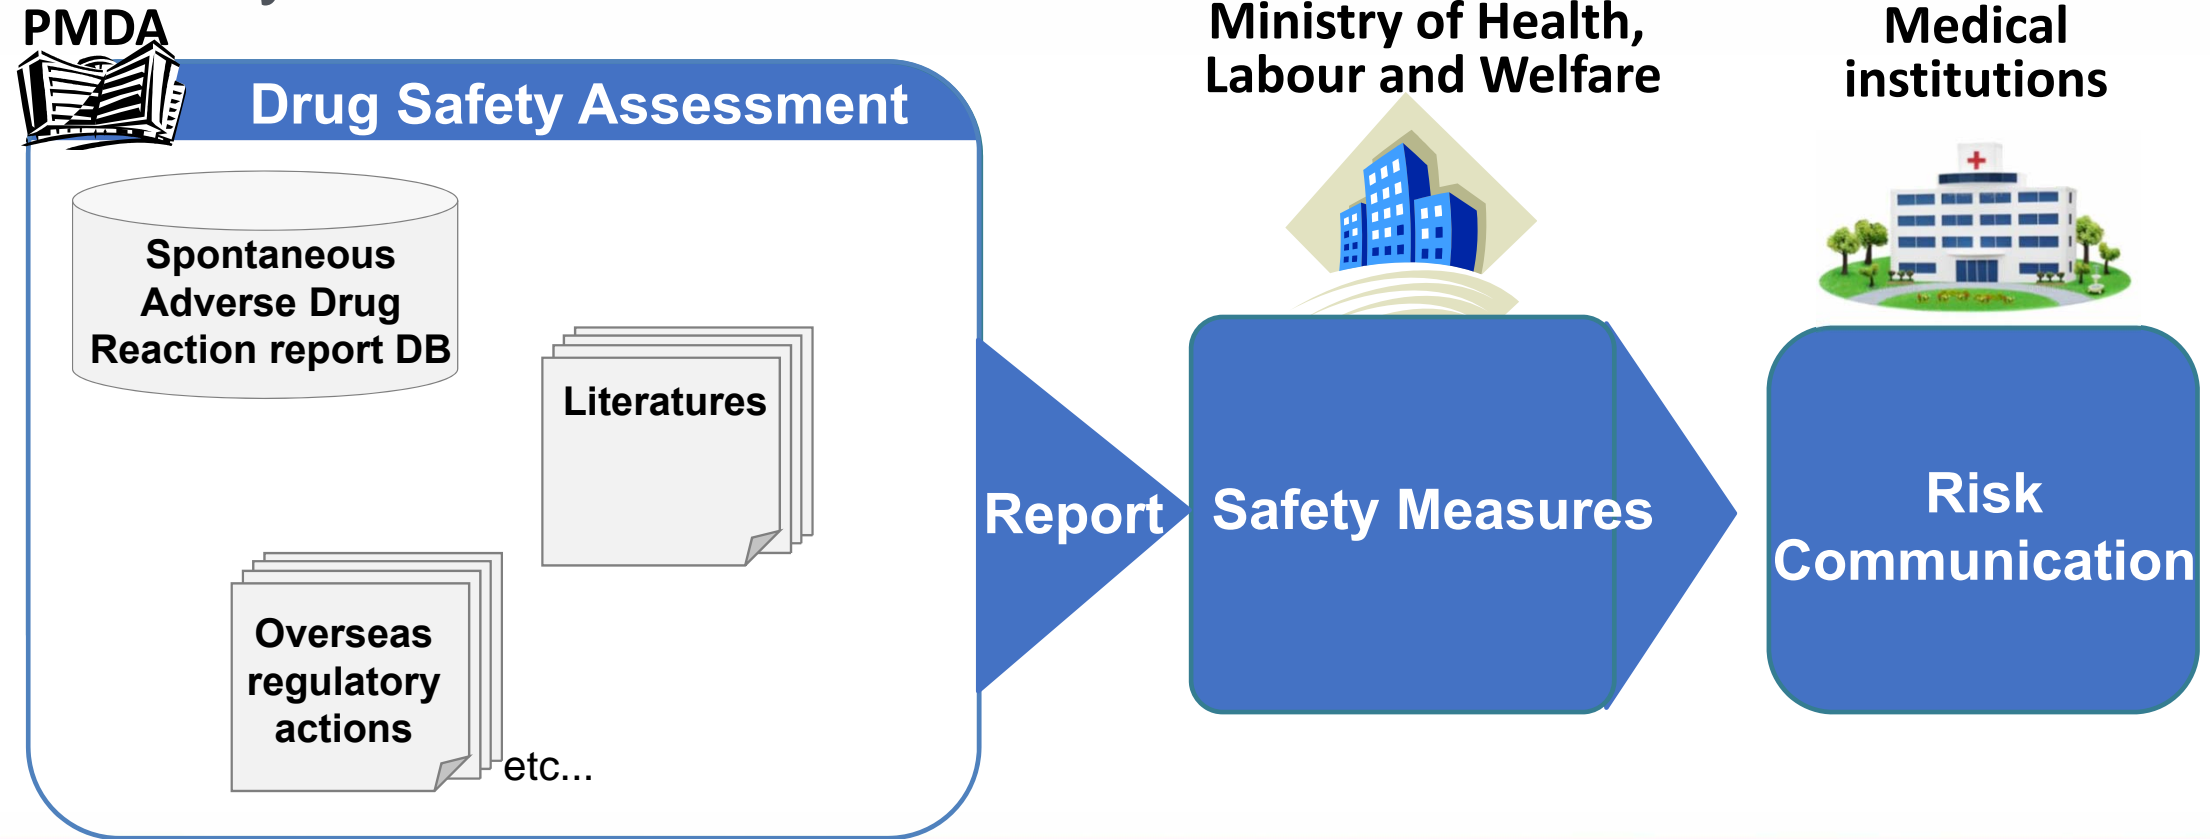 PMDA
Drug Safety Assessment
Spontaneous
Adverse Drug
Reaction report DB
Literatures
Overseas
regulatory
actions
etc...
Report
Ministry of Health,
Labour and Welfare
Safety Measures
Medical
institutions
Risk
Communication